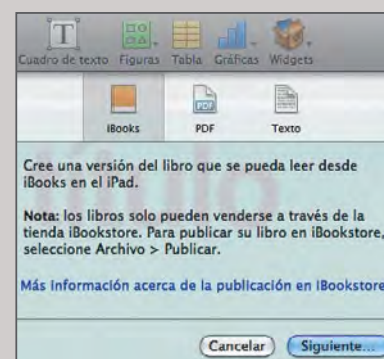 T
Cuadro de texto Figuras Tabla Gráficas Widgets
PDF
iBooks PDF Texto
Cree una versión del libro que se pueda leer desde
iBooks en el iPad.
Nota: los libros solo pueden venderse a través de la
tienda iBookstore. Para publicar su libro en iBookstore,
seleccione Archivo > Publicar.
Más información acerca de la publicación en iBookstore
Cancelar Siguiente...